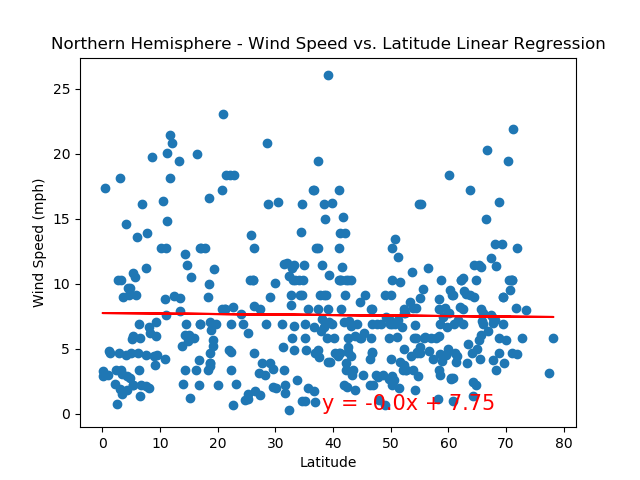 Northern Hemisphere - Wind Speed vs. Latitude Linear Regression
Wind Speed (mph)
25
20
15
10
5
0
y = -0.0x + 7.75
0 10 20 30 40 50 60 70 80
Latitude